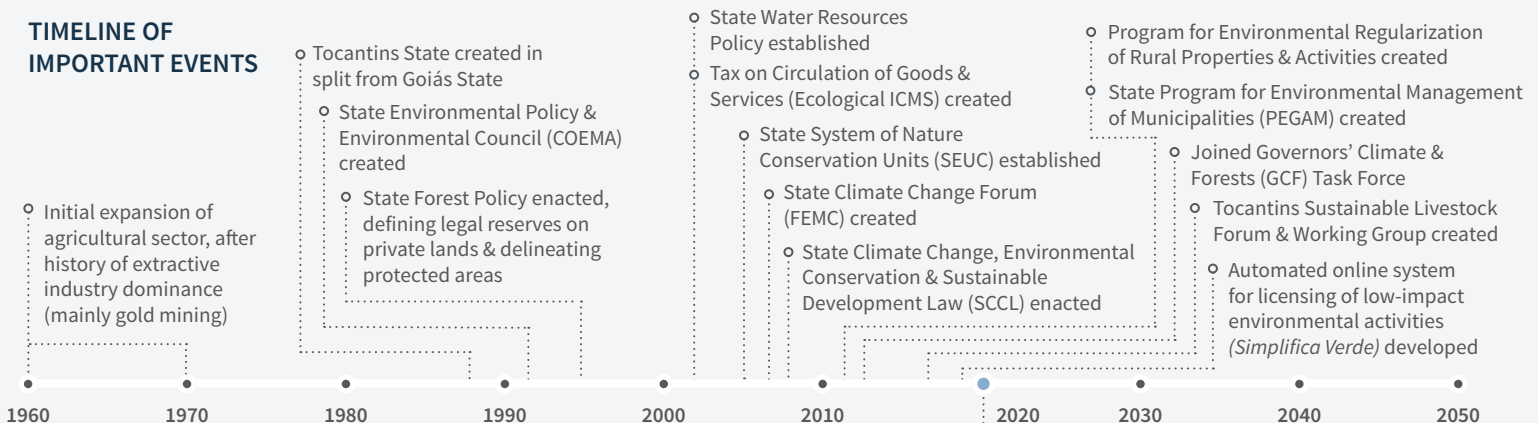 TIMELINE OF
IMPORTANT EVENTS
Initial expansion of
agricultural sector, after
history of extractive
industry dominance
(mainly gold mining)
Tocantins State created in
split from Goiás State
State Environmental Policy &
Environmental Council (COEMA)
created
State Forest Policy enacted,
defining legal reserves on
private lands & delineating
protected areas
State Water Resources
Policy established
Tax on Circulation of Goods &
Services (Ecological ICMS) created
State System of Nature
Conservation Units (SEUC) established
State Climate Change Forum
(FEMC) created
State Climate Change, Environmental
Conservation & Sustainable
Development Law (SCCL) enacted
Program for Environmental Regularization
of Rural Properties & Activities created
State Program for Environmental Management
of Municipalities (PEGAM) created
Joined Governors’ Climate &
Forests (GCF) Task Force
Tocantins Sustainable Livestock
Forum & Working Group created
Automated online system
for licensing of low-impact
environmental activities
(Simplifica Verde) developed
1960 1970 1980 1990 2000 2010 2020 2030 2040 2050